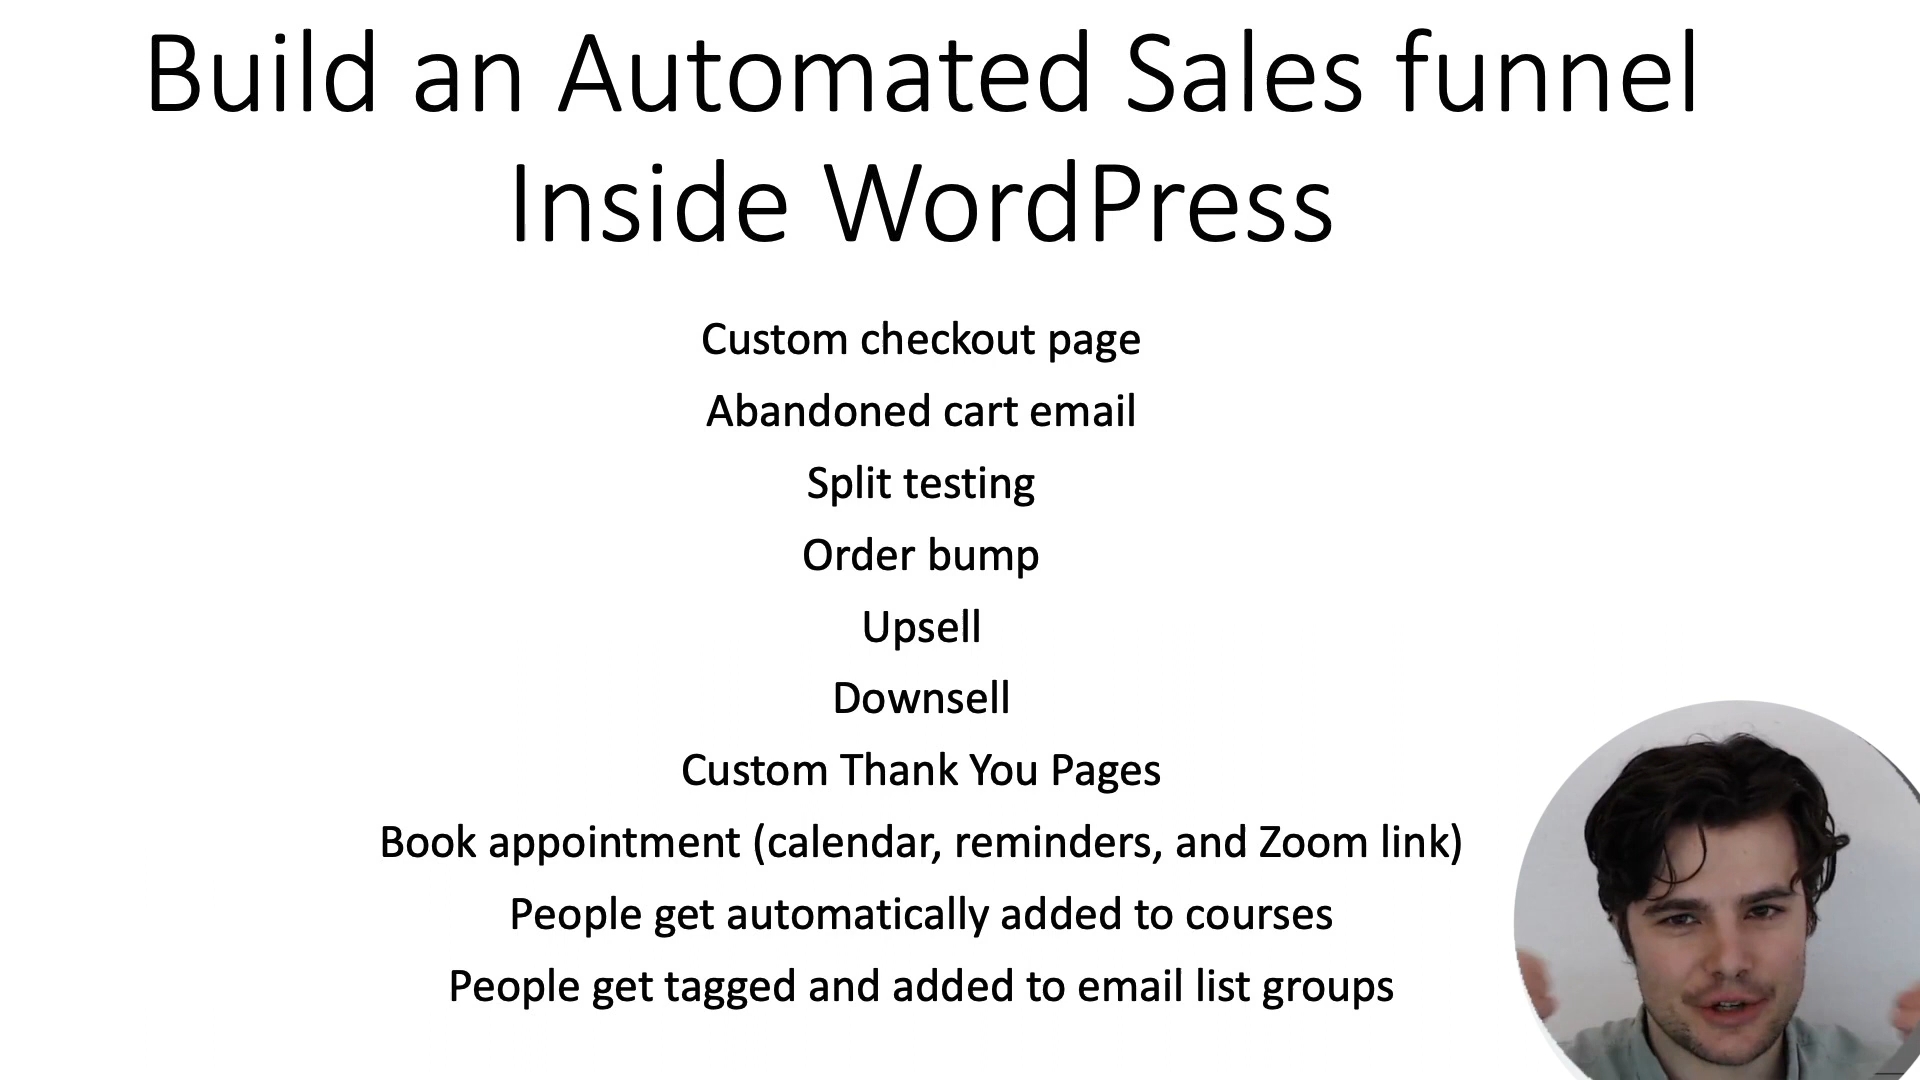 Build an Automated Sales funnel
Inside WordPress
Custom checkout page
Abandoned cart email
Split testing
Order bump
Upsell
Downsell
Custom Thank You Pages
Book appointment (calendar, reminders, and Zoom link)
People get automatically added to courses
People get tagged and added to email list groups